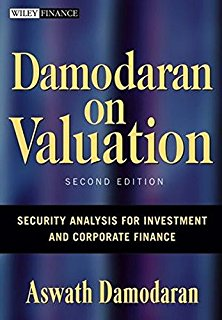 WILEY FINANCE
Damodaran
on
Valuation
SECOND EDITION
SECURITY ANALYSIS FOR INVESTMENT
AND CORPORATE FINANCE
Aswath Damodaran